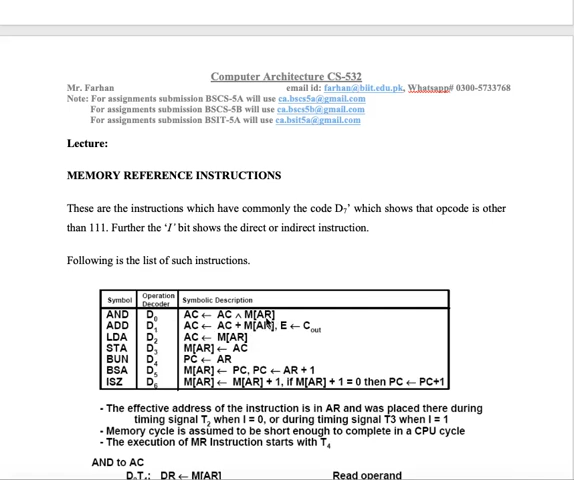 Computer Architecture CS-532
Mr. Farhan email id: farhan@biit.edu.pk, Whatsapp# 0300-5733768
Note: For assignments submission BSCS-5A will use ca.bscs5a@gmail.com
For assignments submission BSCS-5B will use ca.bscs5b@gmail.com
For assignments submission BSIT-5A will use ca.bsit5a@gmail.com
Lecture:
MEMORY REFERENCE INSTRUCTIONS
These are the instructions which have commonly the code D₇’ which shows that opcode is other
than 111. Further the ‘I’ bit shows the direct or indirect instruction.
Following is the list of such instructions.
Symbol Operation Decoder Symbolic Description
AND D₀ AC ← AC ∧ M[AR]
ADD D₁ AC ← AC + M[AR], E ← Cout
LDA D₂ AC ← M[AR]
STA D₃ M[AR] ← AC
BUN D₄ PC ← AR
BSA D₅ M[AR] ← PC, PC ← AR + 1
ISZ D₆ M[AR] ← M[AR] + 1, if M[AR] + 1 = 0 then PC ← PC+1
- The effective address of the instruction is in AR and was placed there during
timing signal T₂ when I = 0, or during timing signal T3 when I = 1
- Memory cycle is assumed to be short enough to complete in a CPU cycle
- The execution of MR Instruction starts with T₄
AND to AC
D₀T₄: DR ← M[AR] Read operand